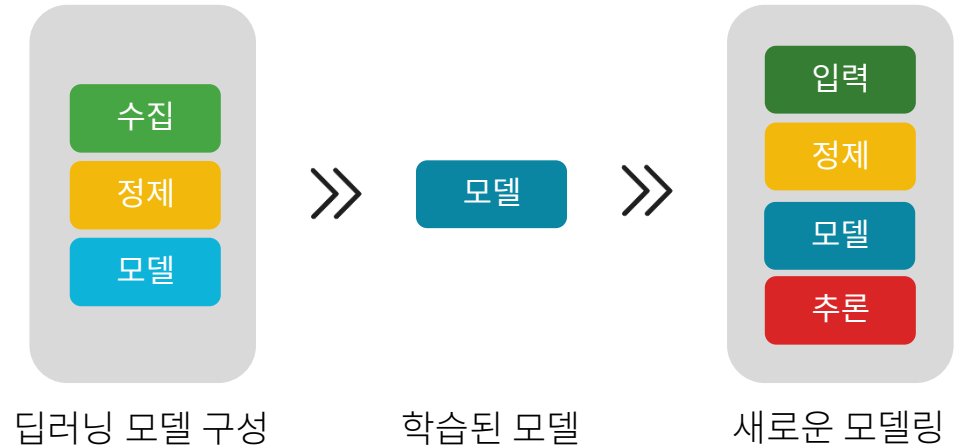 수집
정제
모델
딥러닝 모델 구성
모델
학습된 모델
입력
정제
모델
추론
새로운 모델링